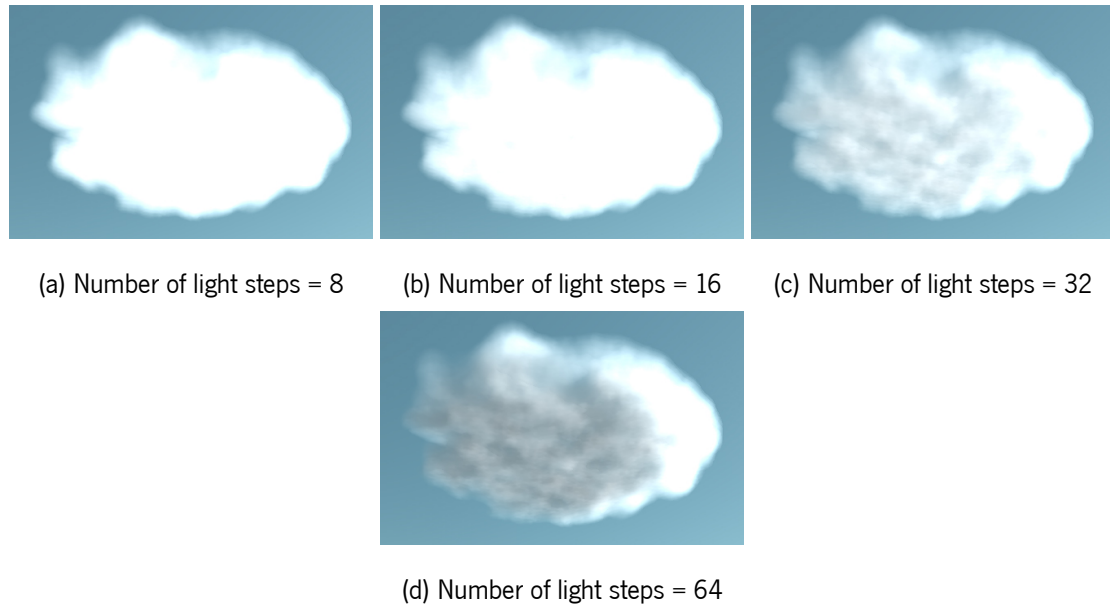 (a) Number of light steps = 8
(b) Number of light steps = 16
(c) Number of light steps = 32
(d) Number of light steps = 64